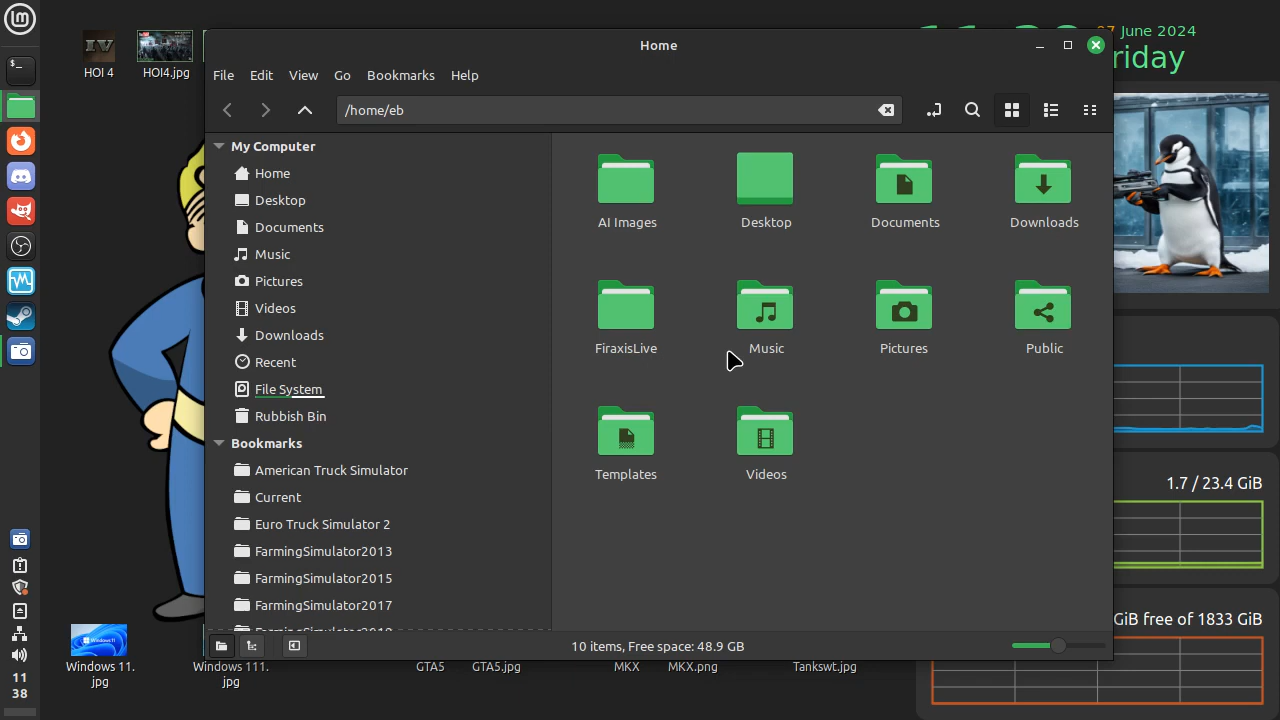 June 2024
riday
HOI 4
HOI4.jpg
Home
File Edit View Go Bookmarks Help
/home/eb
My Computer
Home
Desktop
Documents
Music
Pictures
Videos
Downloads
Recent
File System
Rubbish Bin
Bookmarks
American Truck Simulator
Current
Euro Truck Simulator 2
FarmingSimulator2013
FarmingSimulator2015
FarmingSimulator2017
AI Images Desktop Documents Downloads
FiraxisLive Music Pictures Public
Templates Videos
10 items, Free space: 48.9 GB
1.7 / 23.4 GiB
GiB free of 1833 GiB
Windows 11.
jpg
Windows 111.
jpg
GTA5
GTA5.jpg
MKX
MKX.png
Tankswt.jpg
11
38